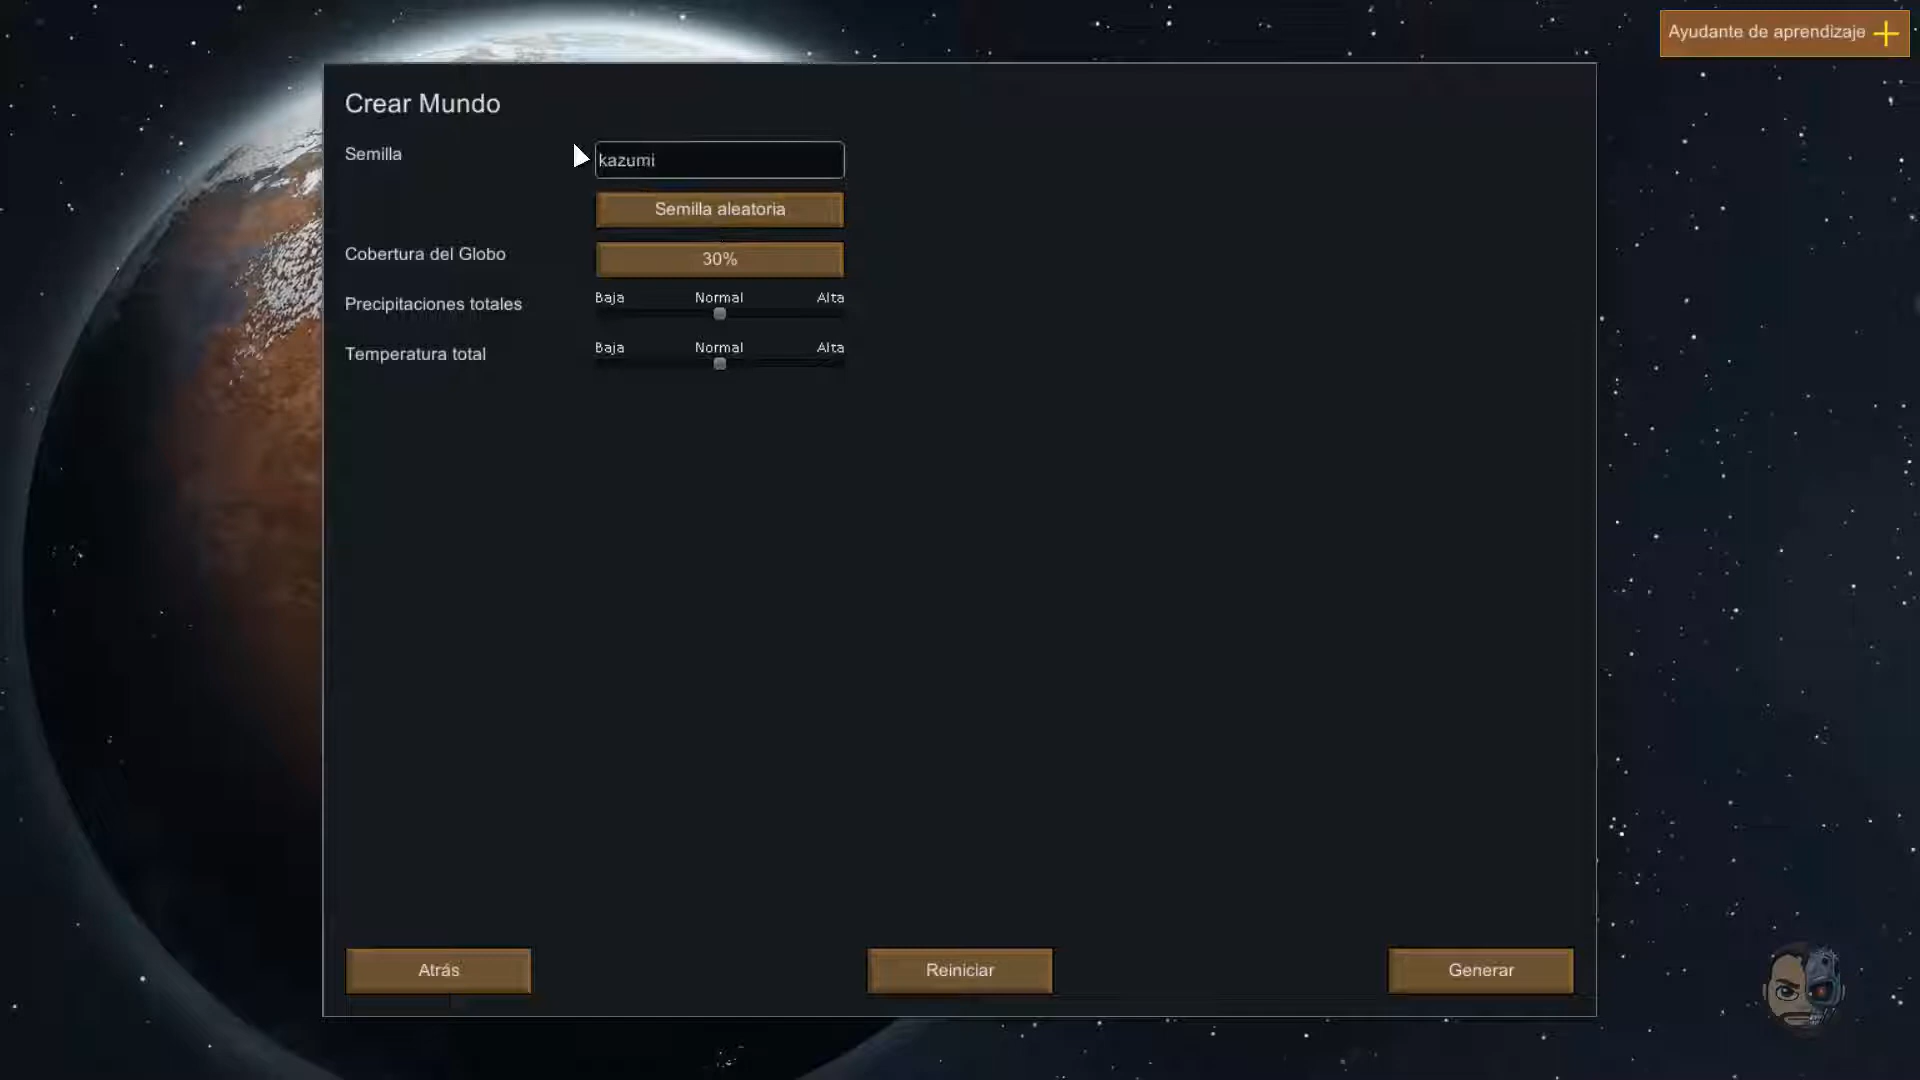 Ayudante de aprendizaje
Crear Mundo
Semilla
kazumi
Semilla aleatoria
Cobertura del Globo
30%
Precipitaciones totales
Baja Normal Alta
Temperatura total
Baja Normal Alta
Atrás
Reiniciar
Generar